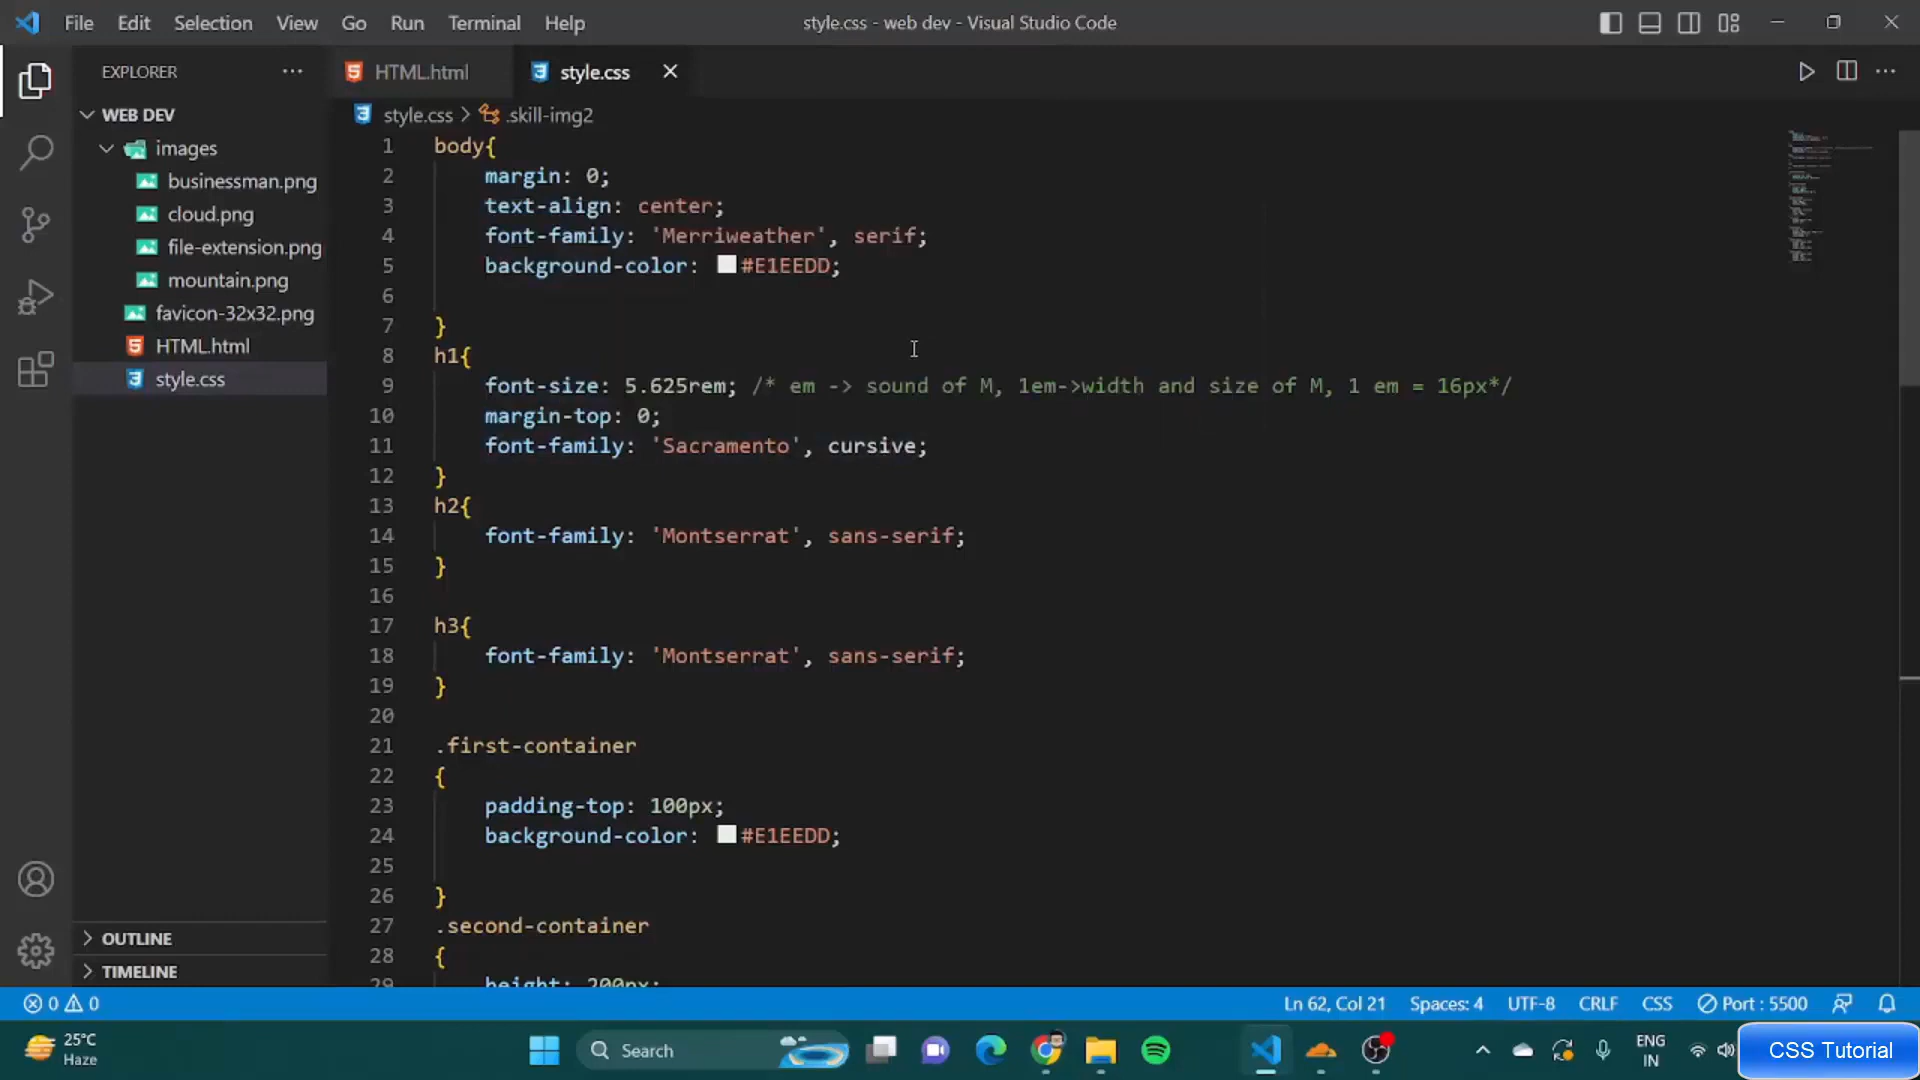 File Edit Selection View Go Run Terminal Help
style.css - web dev - Visual Studio Code
EXPLORER
HTML.html
style.css
WEB DEV
style.css > .skill-img2
images
businessman.png
cloud.png
file-extension.png
mountain.png
favicon-32x32.png
HTML.html
style.css
1 body{
2 margin: 0;
3 text-align: center;
4 font-family: 'Merriweather', serif;
5 background-color: #E1EEDD;
6
7 }
8 h1{
9 font-size: 5.625rem; /* em -> sound of M, 1em->width and size of M, 1 em = 16px*/
10 margin-top: 0;
11 font-family: 'Sacramento', cursive;
12 }
13 h2{
14 font-family: 'Montserrat', sans-serif;
15 }
16
17 h3{
18 font-family: 'Montserrat', sans-serif;
19 }
20
21 .first-container
22 {
23 padding-top: 100px;
24 background-color: #E1EEDD;
25
26 }
27 .second-container
28 {
29 height: 200px;
OUTLINE
TIMELINE
0 0
Ln 62, Col 21 Spaces: 4 UTF-8 CRLF CSS Port : 5500
25°C
Haze
Search
ENG
IN
CSS Tutorial